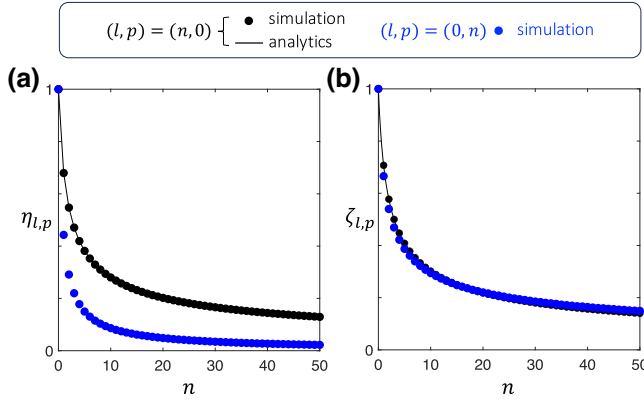 (l, p) = (n, 0) simulation analytics (l, p) = (0, n) simulation
(a) (b)
1 1
η_{l,p} ζ_{l,p}
0 0
0 10 20 30 40 50 0 10 20 30 40 50
n n